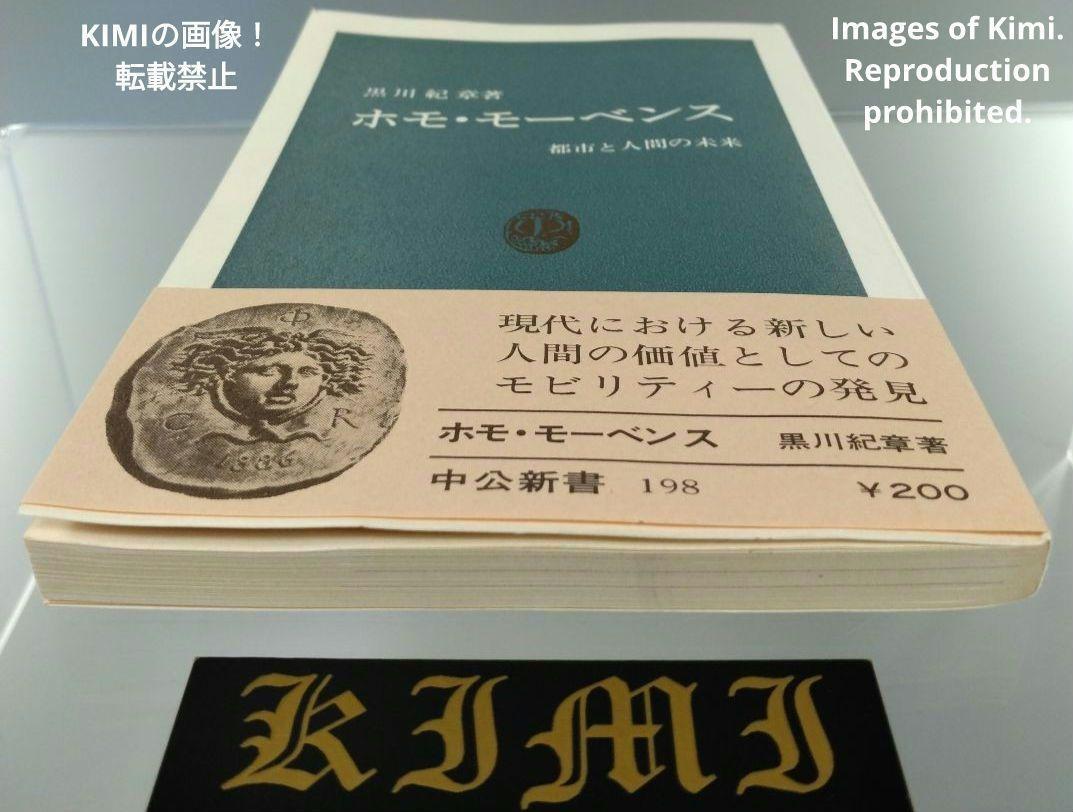 KIMIの画像！
転載禁止
Images of Kimi.
Reproduction
prohibited.
黒川紀章著
ホモ・モーベンス
都市と人間の未来
現代における新しい
人間の価値としての
モビリティーの発見
ホモ・モーベンス 黒川紀章著
中公新書 198 ￥200
Φ
C R
1886
KIMI